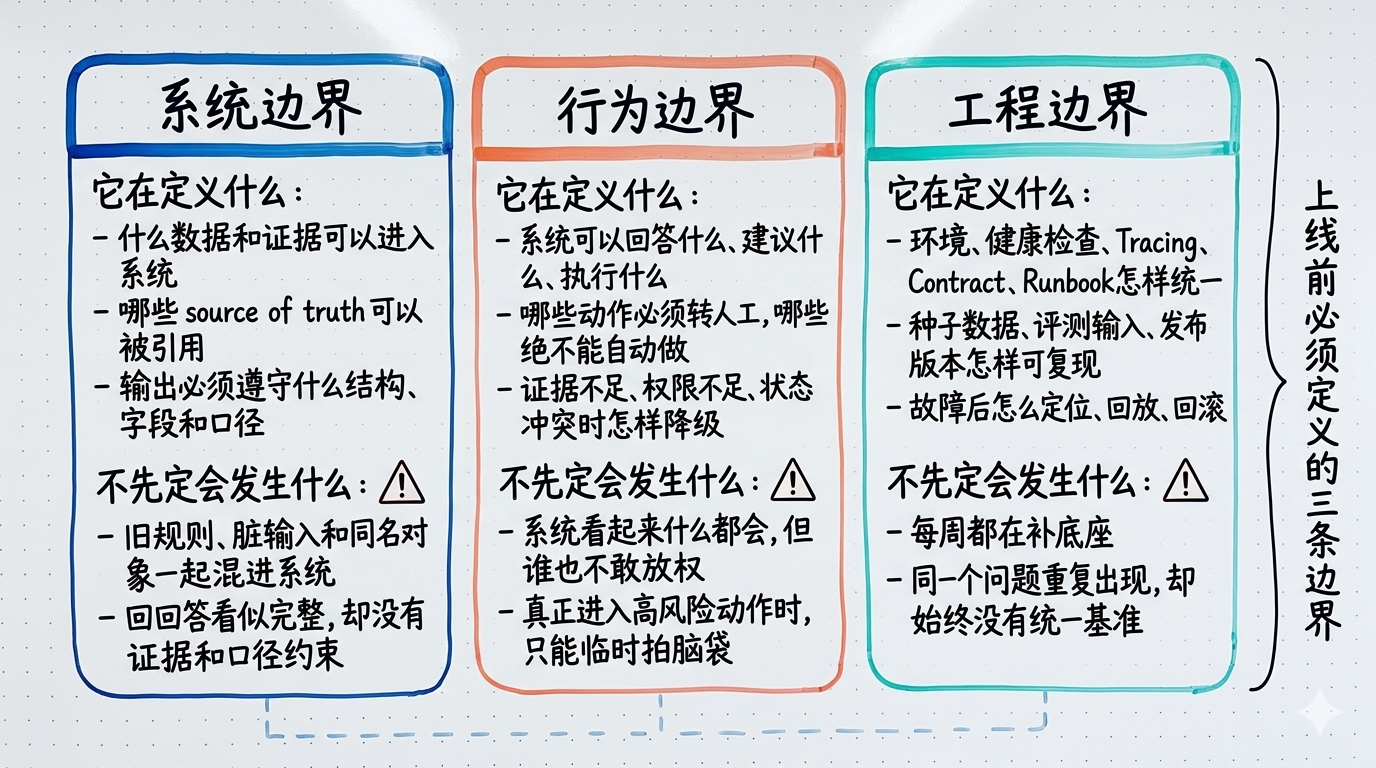 系统边界
它在定义什么：
- 什么数据和证据可以进入
系统
- 哪些 source of truth 可以
被引用
- 输出必须遵守什么结构、
字段和口径
不先定会发生什么：
- 旧规则、脏输入和同名对
象一起混进系统
- 回回答看似完整，却没有
证据和口径约束
行为边界
它在定义什么：
- 系统可以回答什么、建议什
么、执行什么
- 哪些动作必须转人工，哪些
绝不能自动做
- 证据不足、权限不足、状态
冲突时怎样降级
不先定会发生什么：
- 系统看起来什么都会，但
谁也不敢放权
- 真正进入高风险动作时，
只能临时拍脑袋
工程边界
它在定义什么：
- 环境、健康检查、Tracing、
Contract、Runbook怎样统一
- 种子数据、评测输入、发布
版本怎样可复现
- 故障后怎么定位、回放、回滚
不先定会发生什么：
- 每周都在补底座
- 同一个问题重复出现，却
始终没有统一基准
上线前必须定义的三条边界